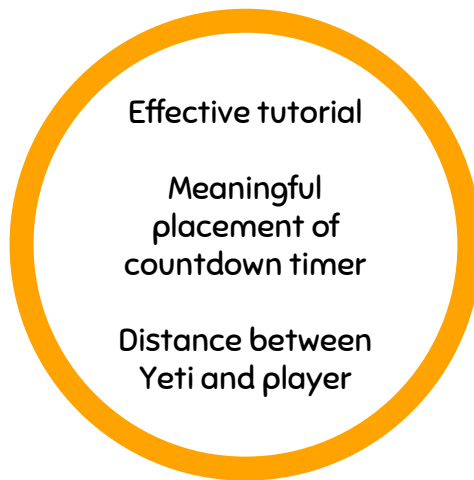 Effective tutorial
Meaningful
placement of
countdown timer
Distance between
Yeti and player